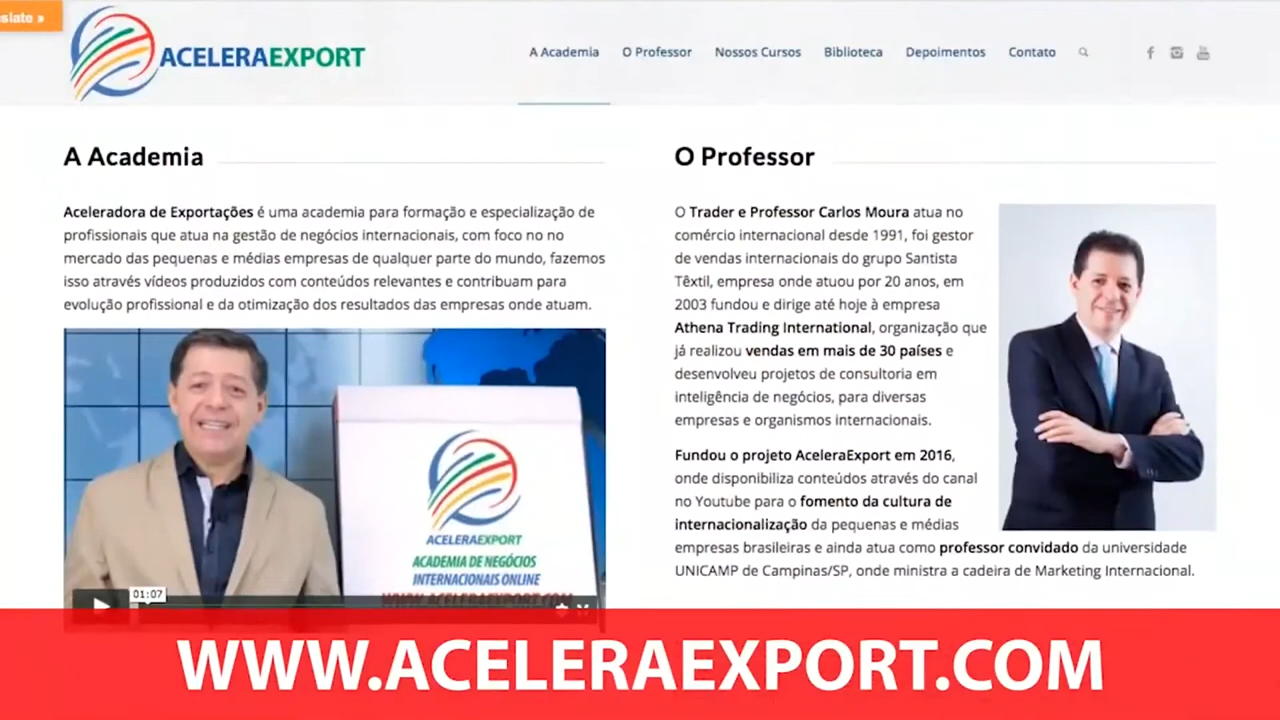 slate »
ACELERAEXPORT
A Academia
O Professor
Nossos Cursos
Biblioteca
Depoimentos
Contato
A Academia
Aceleradora de Exportações é uma academia para formação e especialização de
profissionais que atua na gestão de negócios internacionais, com foco no no
mercado das pequenas e médias empresas de qualquer parte do mundo, fazemos
isso através vídeos produzidos com conteúdos relevantes e contribuam para
evolução profissional e da otimização dos resultados das empresas onde atuam.
ACELERAEXPORT
ACADEMIA DE NEGÓCIOS
INTERNACIONAIS ONLINE
WWW.ACELERAEXPORT.COM
01:07
O Professor
O Trader e Professor Carlos Moura atua no
comércio internacional desde 1991, foi gestor
de vendas internacionais do grupo Santista
Têxtil, empresa onde atuou por 20 anos, em
2003 fundou e dirige até hoje à empresa
Athena Trading International, organização que
já realizou vendas em mais de 30 países e
desenvolveu projetos de consultoria em
inteligência de negócios, para diversas
empresas e organismos internacionais.
Fundou o projeto AceleraExport em 2016,
onde disponibiliza conteúdos através do canal
no Youtube para o fomento da cultura de
internacionalização da pequenas e médias
empresas brasileiras e ainda atua como professor convidado da universidade
UNICAMP de Campinas/SP, onde ministra a cadeira de Marketing Internacional.
WWW.ACELERAEXPORT.COM